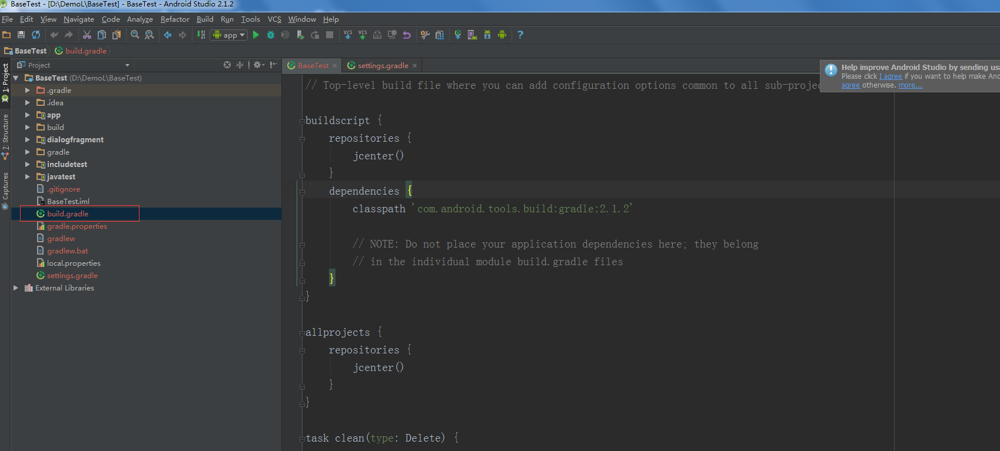 BaseTest - [D:\DemoL\BaseTest] - BaseTest - Android Studio 2.1.2
File Edit View Navigate Code Analyze Refactor Build Run Tools VCS Window Help
app
VCS VCS
BaseTest build.gradle
Project
BaseTest settings.gradle
1: Project
7: Structure
Captures
BaseTest (D:\DemoL\BaseTest)
.gradle
.idea
app
build
dialogfragment
gradle
includetest
javatest
.gitignore
BaseTest.iml
build.gradle
gradle.properties
gradlew
gradlew.bat
local.properties
settings.gradle
External Libraries
// Top-level build file where you can add configuration options common to all sub-projec
buildscript {
repositories {
jcenter()
}
dependencies {
classpath 'com.android.tools.build:gradle:2.1.2'
// NOTE: Do not place your application dependencies here; they belong
// in the individual module build.gradle files
}
}
allprojects {
repositories {
jcenter()
}
}
task clean(type: Delete) {
Help improve Android Studio by sending usa
Please click I agree if you want to help make And
agree otherwise. more...